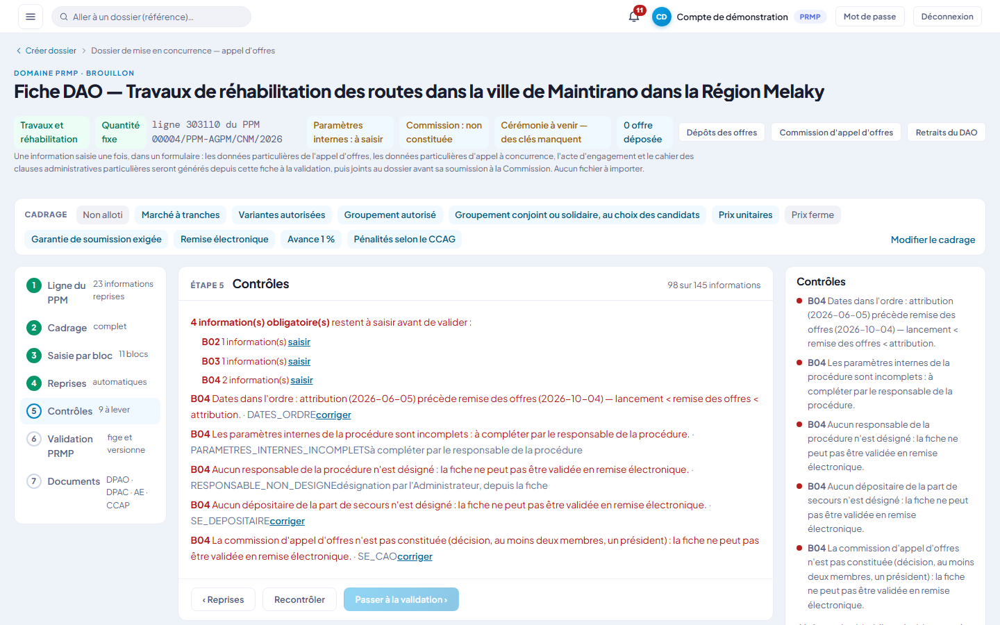 Aller à un dossier (référence)...
11
CD
Compte de démonstration
PRMP
Mot de passe
Déconnexion
Créer dossier
Dossier de mise en concurrence — appel d'offres
DOMAINE PRMP · BROUILLON
Fiche DAO — Travaux de réhabilitation des routes dans la ville de Maintirano dans la Région Melaky
Travaux et
réhabilitation
Quantité
fixe
ligne 303110 du PPM
00004/PPM-AGPM/CNM/2026
Paramètres
internes : à saisir
Commission : non
constituée
Cérémonie à venir —
des clés manquent
0 offre
déposée
Dépôts des offres
Commission d'appel d'offres
Retraits du DAO
Une information saisie une fois, dans un formulaire : les données particulières de l'appel d'offres, les données particulières d'appel à concurrence, l'acte d'engagement et le cahier des
clauses administratives particulières seront générés depuis cette fiche à la validation, puis joints au dossier avant sa soumission à la Commission. Aucun fichier à importer.
CADRAGE
Non alloti
Marché à tranches
Variantes autorisées
Groupement autorisé
Groupement conjoint ou solidaire, au choix des candidats
Prix unitaires
Prix ferme
Garantie de soumission exigée
Remise électronique
Avance 1 %
Pénalités selon le CCAG
Modifier le cadrage
1
Ligne du
PPM
23 informations
reprises
2
Cadrage
complet
3
Saisie par bloc
11 blocs
4
Reprises
automatiques
5
Contrôles
9 à lever
6
Validation
PRMP
fige et
versionne
7
Documents
DPAO ·
DPAC · AE ·
CCAP
ÉTAPE 5
Contrôles
98 sur 145 informations
4 information(s) obligatoire(s) restent à saisir avant de valider :
B02 1 information(s) saisir
B03 1 information(s) saisir
B04 2 information(s) saisir
B04 Dates dans l'ordre : attribution (2026-06-05) précède remise des offres (2026-10-04) — lancement < remise des offres <
attribution. · DATES_ORDREcorriger
B04 Les paramètres internes de la procédure sont incomplets : à compléter par le responsable de la procédure. ·
PARAMETRES_INTERNES_INCOMPLETSà compléter par le responsable de la procédure
B04 Aucun responsable de la procédure n'est désigné : la fiche ne peut pas être validée en remise électronique. ·
RESPONSABLE_NON_DESIGNEdésignation par l'Administrateur, depuis la fiche
B04 Aucun dépositaire de la part de secours n'est désigné : la fiche ne peut pas être validée en remise électronique. ·
SE_DEPOSITAIREcorriger
B04 La commission d'appel d'offres n'est pas constituée (décision, au moins deux membres, un président) : la fiche ne peut pas
être validée en remise électronique. · SE_CAOcorriger
‹ Reprises
Recontrôler
Passer à la validation ›
Contrôles
B04 Dates dans l'ordre : attribution
(2026-06-05) précède remise des
offres (2026-10-04) — lancement <
remise des offres < attribution.
B04 Les paramètres internes de la
procédure sont incomplets : à
compléter par le responsable de la
procédure.
B04 Aucun responsable de la
procédure n'est désigné : la fiche ne
peut pas être validée en remise
électronique.
B04 Aucun dépositaire de la part de
secours n'est désigné : la fiche ne peut
pas être validée en remise
électronique.
B04 La commission d'appel d'offres
n'est pas constituée (décision, au moins
deux membres, un président) : la fiche
ne peut pas être validée en remise
électronique.